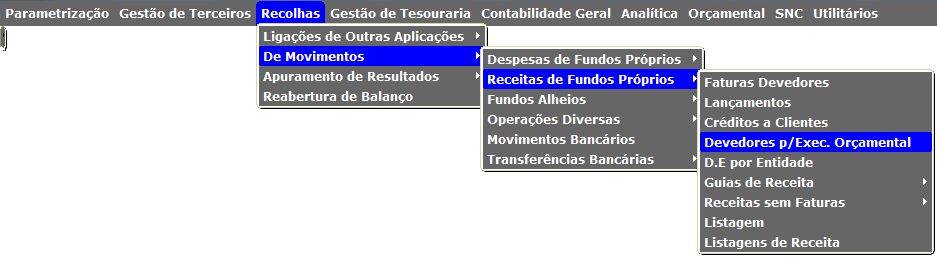 Parametrização Gestão de Terceiros Recolhas Gestão de Tesouraria Contabilidade Geral Analítica Orçamental SNC Utilitários
Ligações de Outras Aplicações
De Movimentos
Apuramento de Resultados
Reabertura de Balanço
Despesas de Fundos Próprios
Receitas de Fundos Próprios
Fundos Alheios
Operações Diversas
Movimentos Bancários
Transferências Bancárias
Faturas Devedores
Lançamentos
Créditos a Clientes
Devedores p/Exec. Orçamental
D.E por Entidade
Guias de Receita
Receitas sem Faturas
Listagem
Listagens de Receita